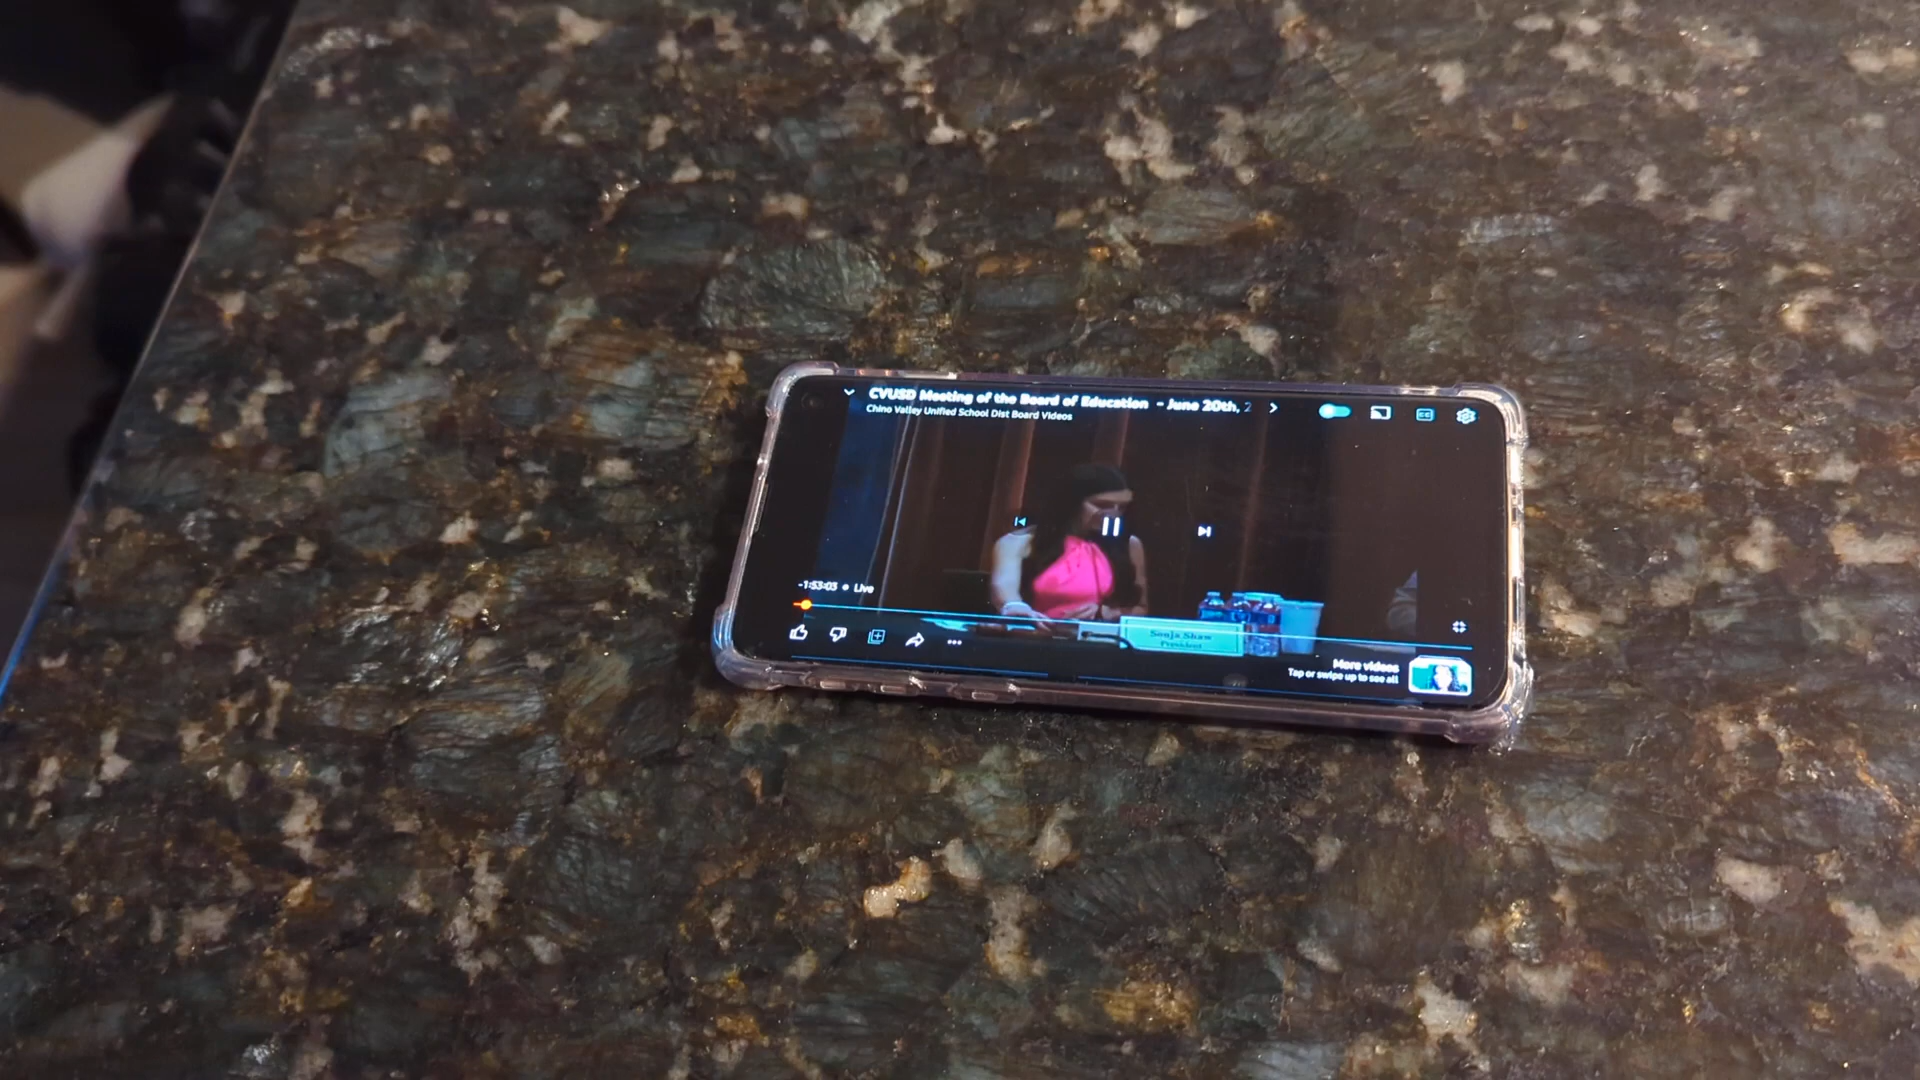 CVUSD Meeting of the Board of Education - June 20th, 2
Chino Valley Unified School Dist Board Videos
CC
-1:53:03 • Live
Sonja Shaw
President
More videos
Tap or swipe up to see all